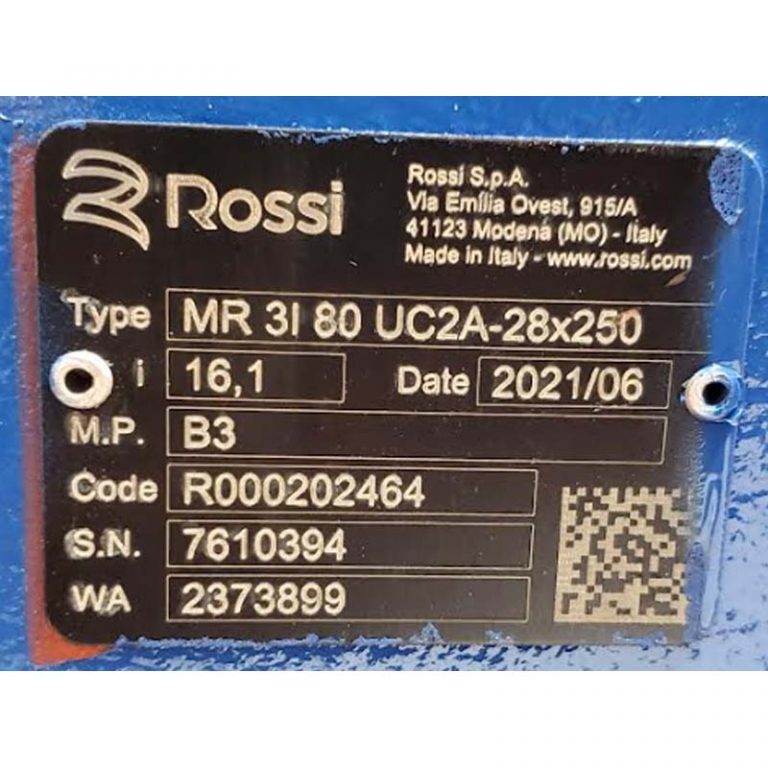 Rossi
Rossi S.p.A.
Via Emilia Ovest, 915/A
41123 Modena (MO) - Italy
Made in Italy - www.rossi.com
Type MR 3I 80 UC2A-28x250
i 16,1 Date 2021/06
M.P. B3
Code R000202464
S.N. 7610394
WA 2373899